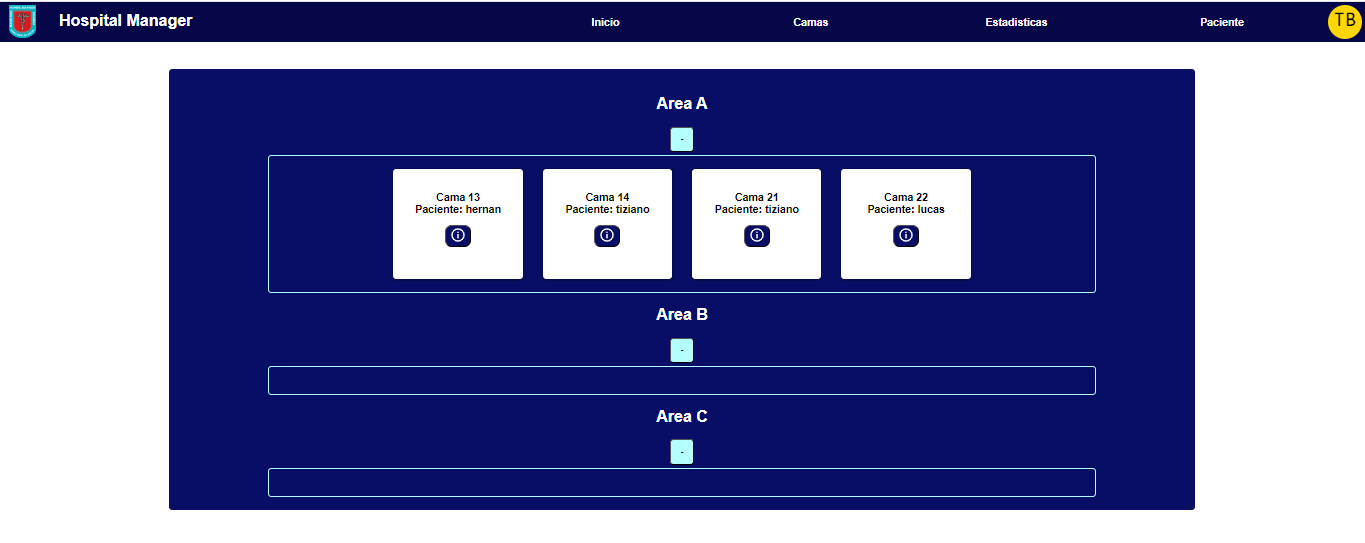 Hospital Manager
Inicio
Camas
Estadisticas
Paciente
TB
Area A
-
Cama 13
Paciente: hernan
Cama 14
Paciente: tiziano
Cama 21
Paciente: tiziano
Cama 22
Paciente: lucas
Area B
-
Area C
-